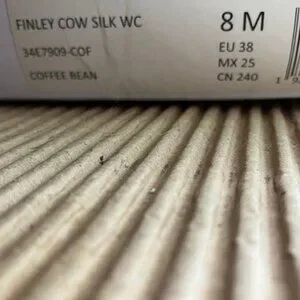 FINLEY COW SILK WC
34E7909-COF
COFFEE BEAN
8 M
EU 38
MX 25
CN 240